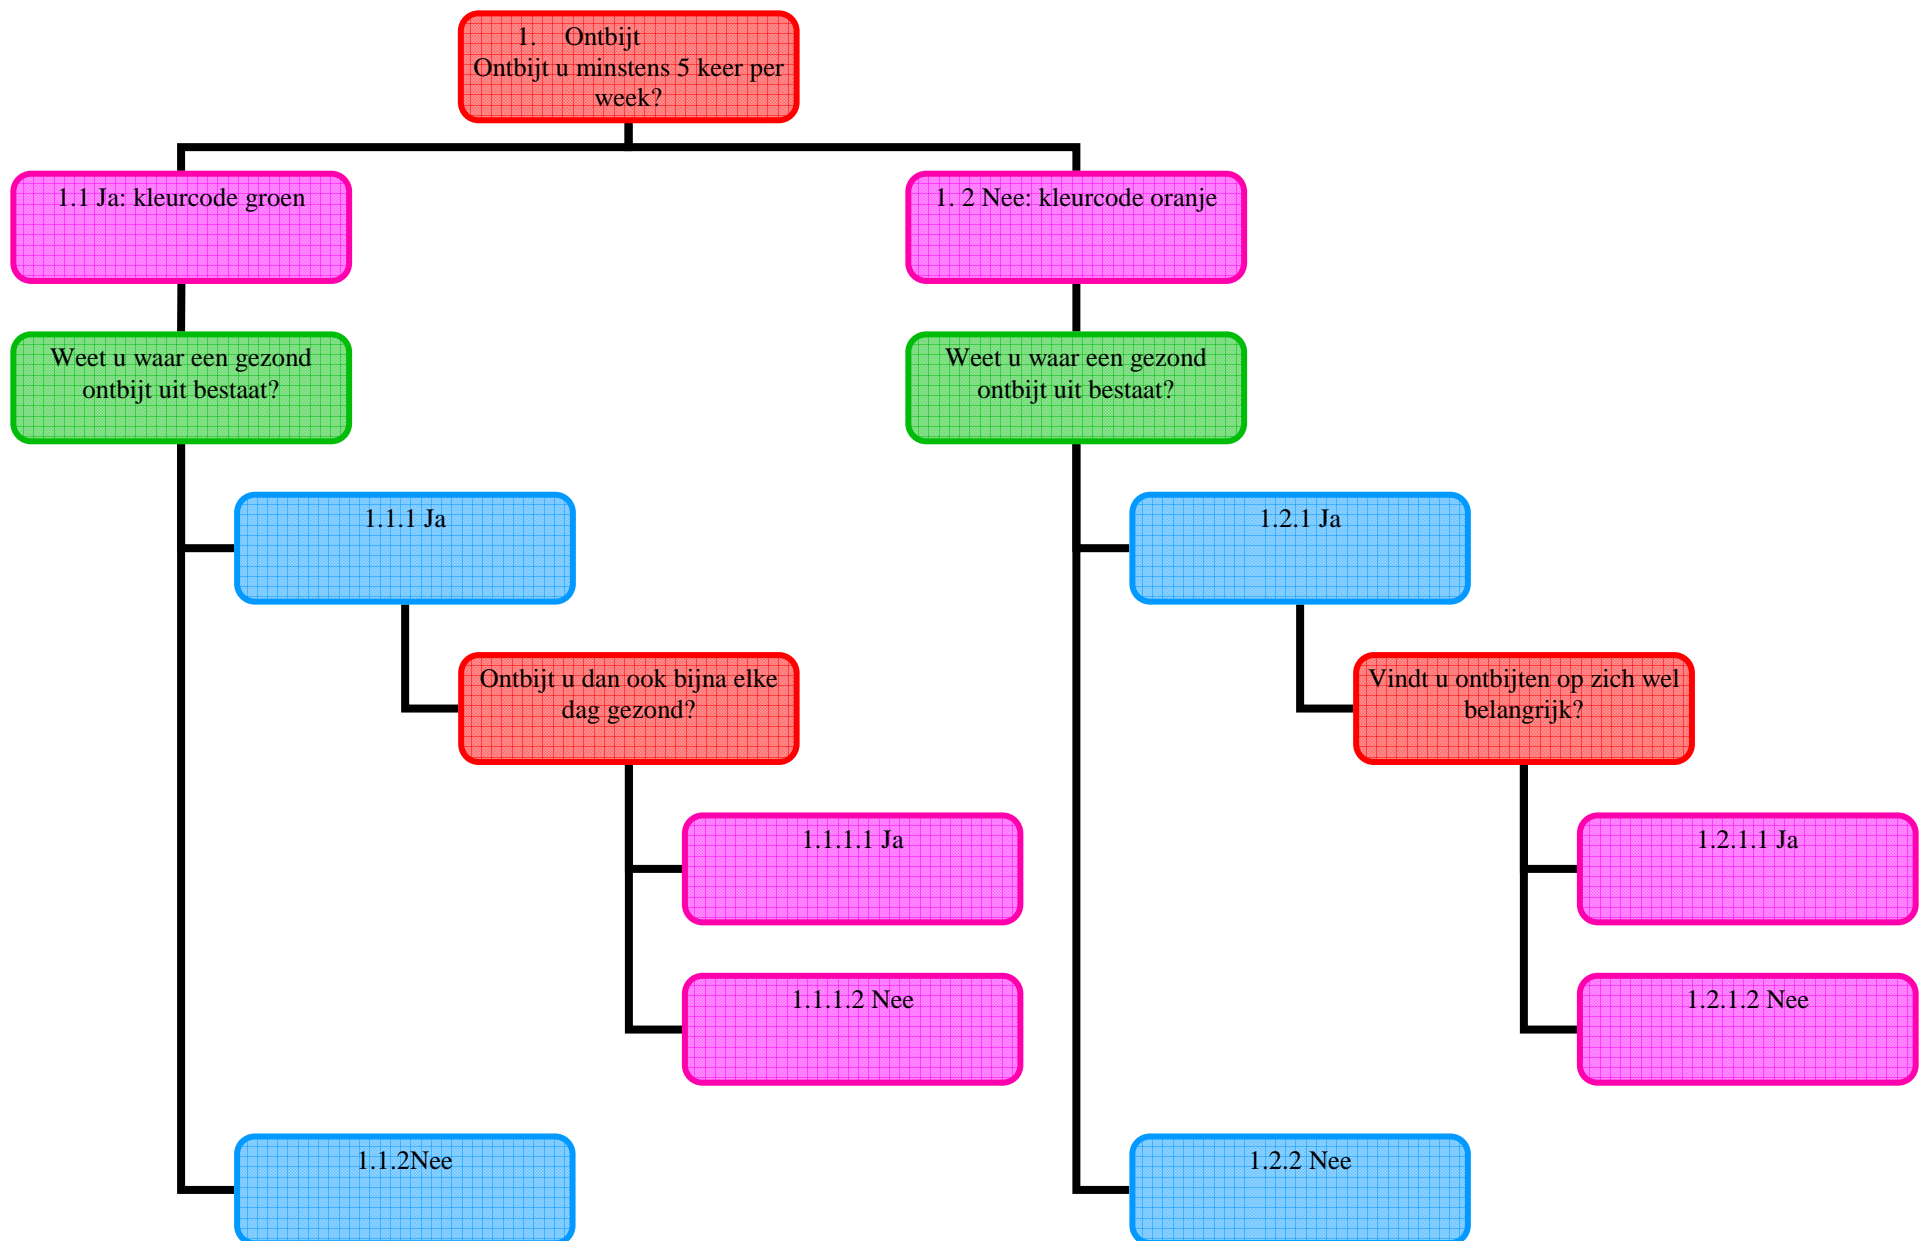 1. Ontbijt
Ontbijt u minstens 5 keer per
week?
1.1 Ja: kleurcode groen
1. 2 Nee: kleurcode oranje
Weet u waar een gezond
ontbijt uit bestaat?
Weet u waar een gezond
ontbijt uit bestaat?
1.1.1 Ja
1.2.1 Ja
Ontbijt u dan ook bijna elke
dag gezond?
Vindt u ontbijten op zich wel
belangrijk?
1.1.1.1 Ja
1.2.1.1 Ja
1.1.1.2 Nee
1.2.1.2 Nee
1.1.2Nee
1.2.2 Nee